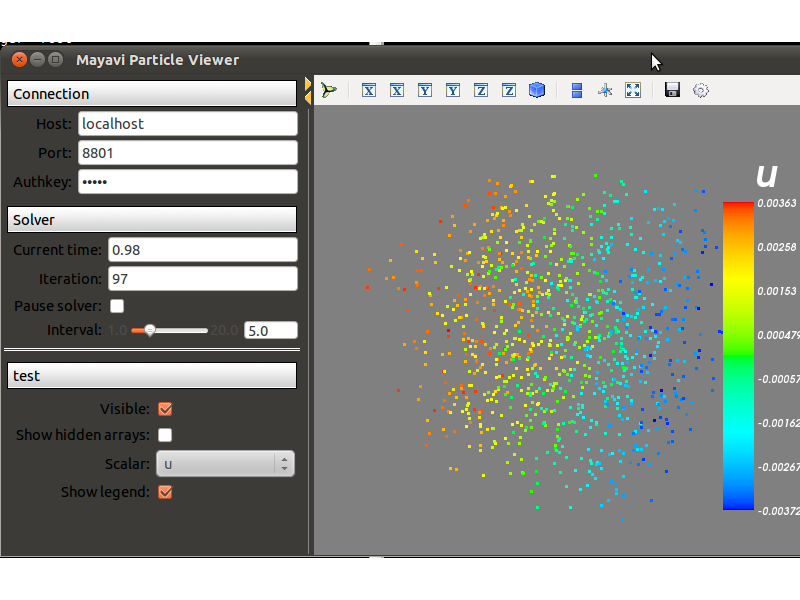 Mayavi Particle Viewer
Connection
Host: localhost
Port: 8801
Authkey: •••••
Solver
Current time: 0.98
Iteration: 97
Pause solver:
Interval: 1.0 20.0 5.0
test
Visible:
Show hidden arrays:
Scalar: u
Show legend:
X X Y Y Z Z
u
0.00363
0.00258
0.00153
0.000479
-0.00057
-0.00162
-0.00267
-0.00372